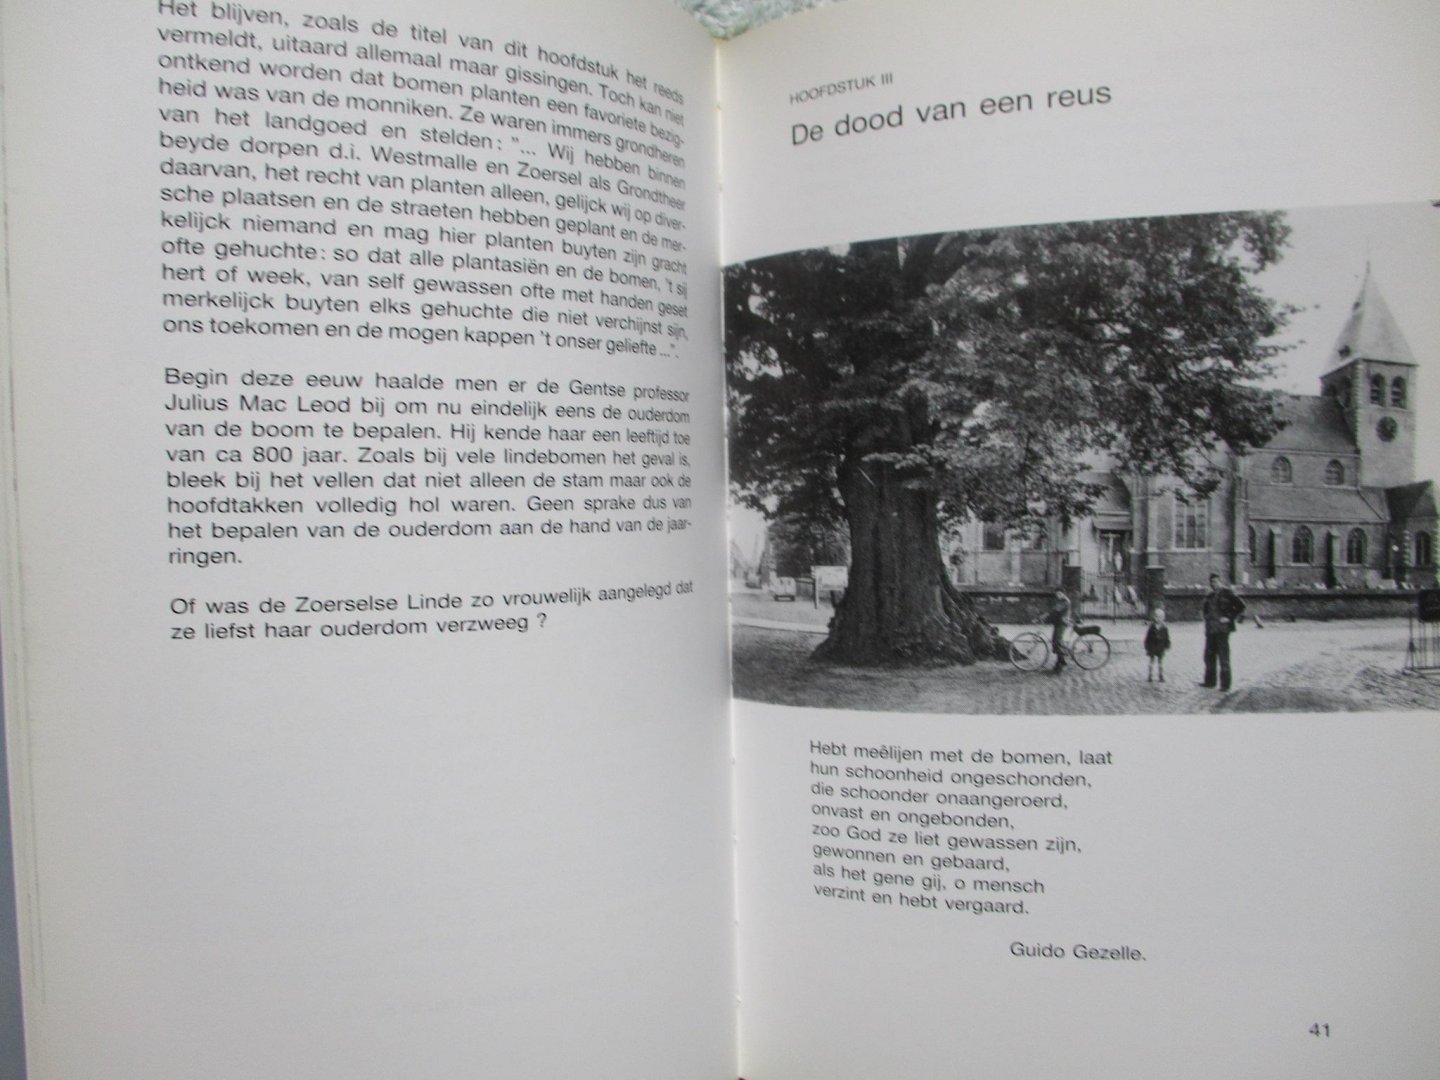 Het blijven, zoals de titel van dit hoofdstuk het reeds
vermeldt, uitaard allemaal maar gissingen. Toch kan niet
ontkend worden dat bomen planten een favoriete bezig-
heid was van de monniken. Ze waren immers grondheren
van het landgoed en stelden: "... Wij hebben binnen
beyde dorpen d.i. Westmalle en Zoersel als Grondtheer
daarvan, het recht van planten alleen, gelijck wij op diver-
sche plaatsen en de straeten hebben geplant en de mer-
kelijck niemand en mag hier planten buyten zijn gracht
ofte gehuchte: so dat alle plantasiën en de bomen, 't sij
hert of week, van self gewassen ofte met handen geset
merkelijck buyten elks gehuchte die niet verchijnst sijn,
ons toekomen en de mogen kappen 't onser geliefte ...".
Begin deze eeuw haalde men er de Gentse professor
Julius Mac Leod bij om nu eindelijk eens de ouderdom
van de boom te bepalen. Hij kende haar een leeftijd toe
van ca 800 jaar. Zoals bij vele lindebomen het geval is,
bleek bij het vellen dat niet alleen de stam maar ook de
hoofdtakken volledig hol waren. Geen sprake dus van
het bepalen van de ouderdom aan de hand van de jaar-
ringen.
Of was de Zoerselse Linde zo vrouwelijk aangelegd dat
ze liefst haar ouderdom verzweeg ?
HOOFDSTUK III
De dood van een reus
Hebt meêlijen met de bomen, laat
hun schoonheid ongeschonden,
die schoonder onaangeroerd,
onvast en ongebonden,
zoo God ze liet gewassen zijn,
gewonnen en gebaard,
als het gene gij, o mensch
verzint en hebt vergaard.
Guido Gezelle.
41